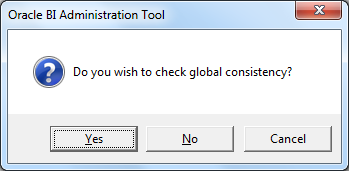 Oracle BI Administration Tool
Do you wish to check global consistency?
Yes No Cancel